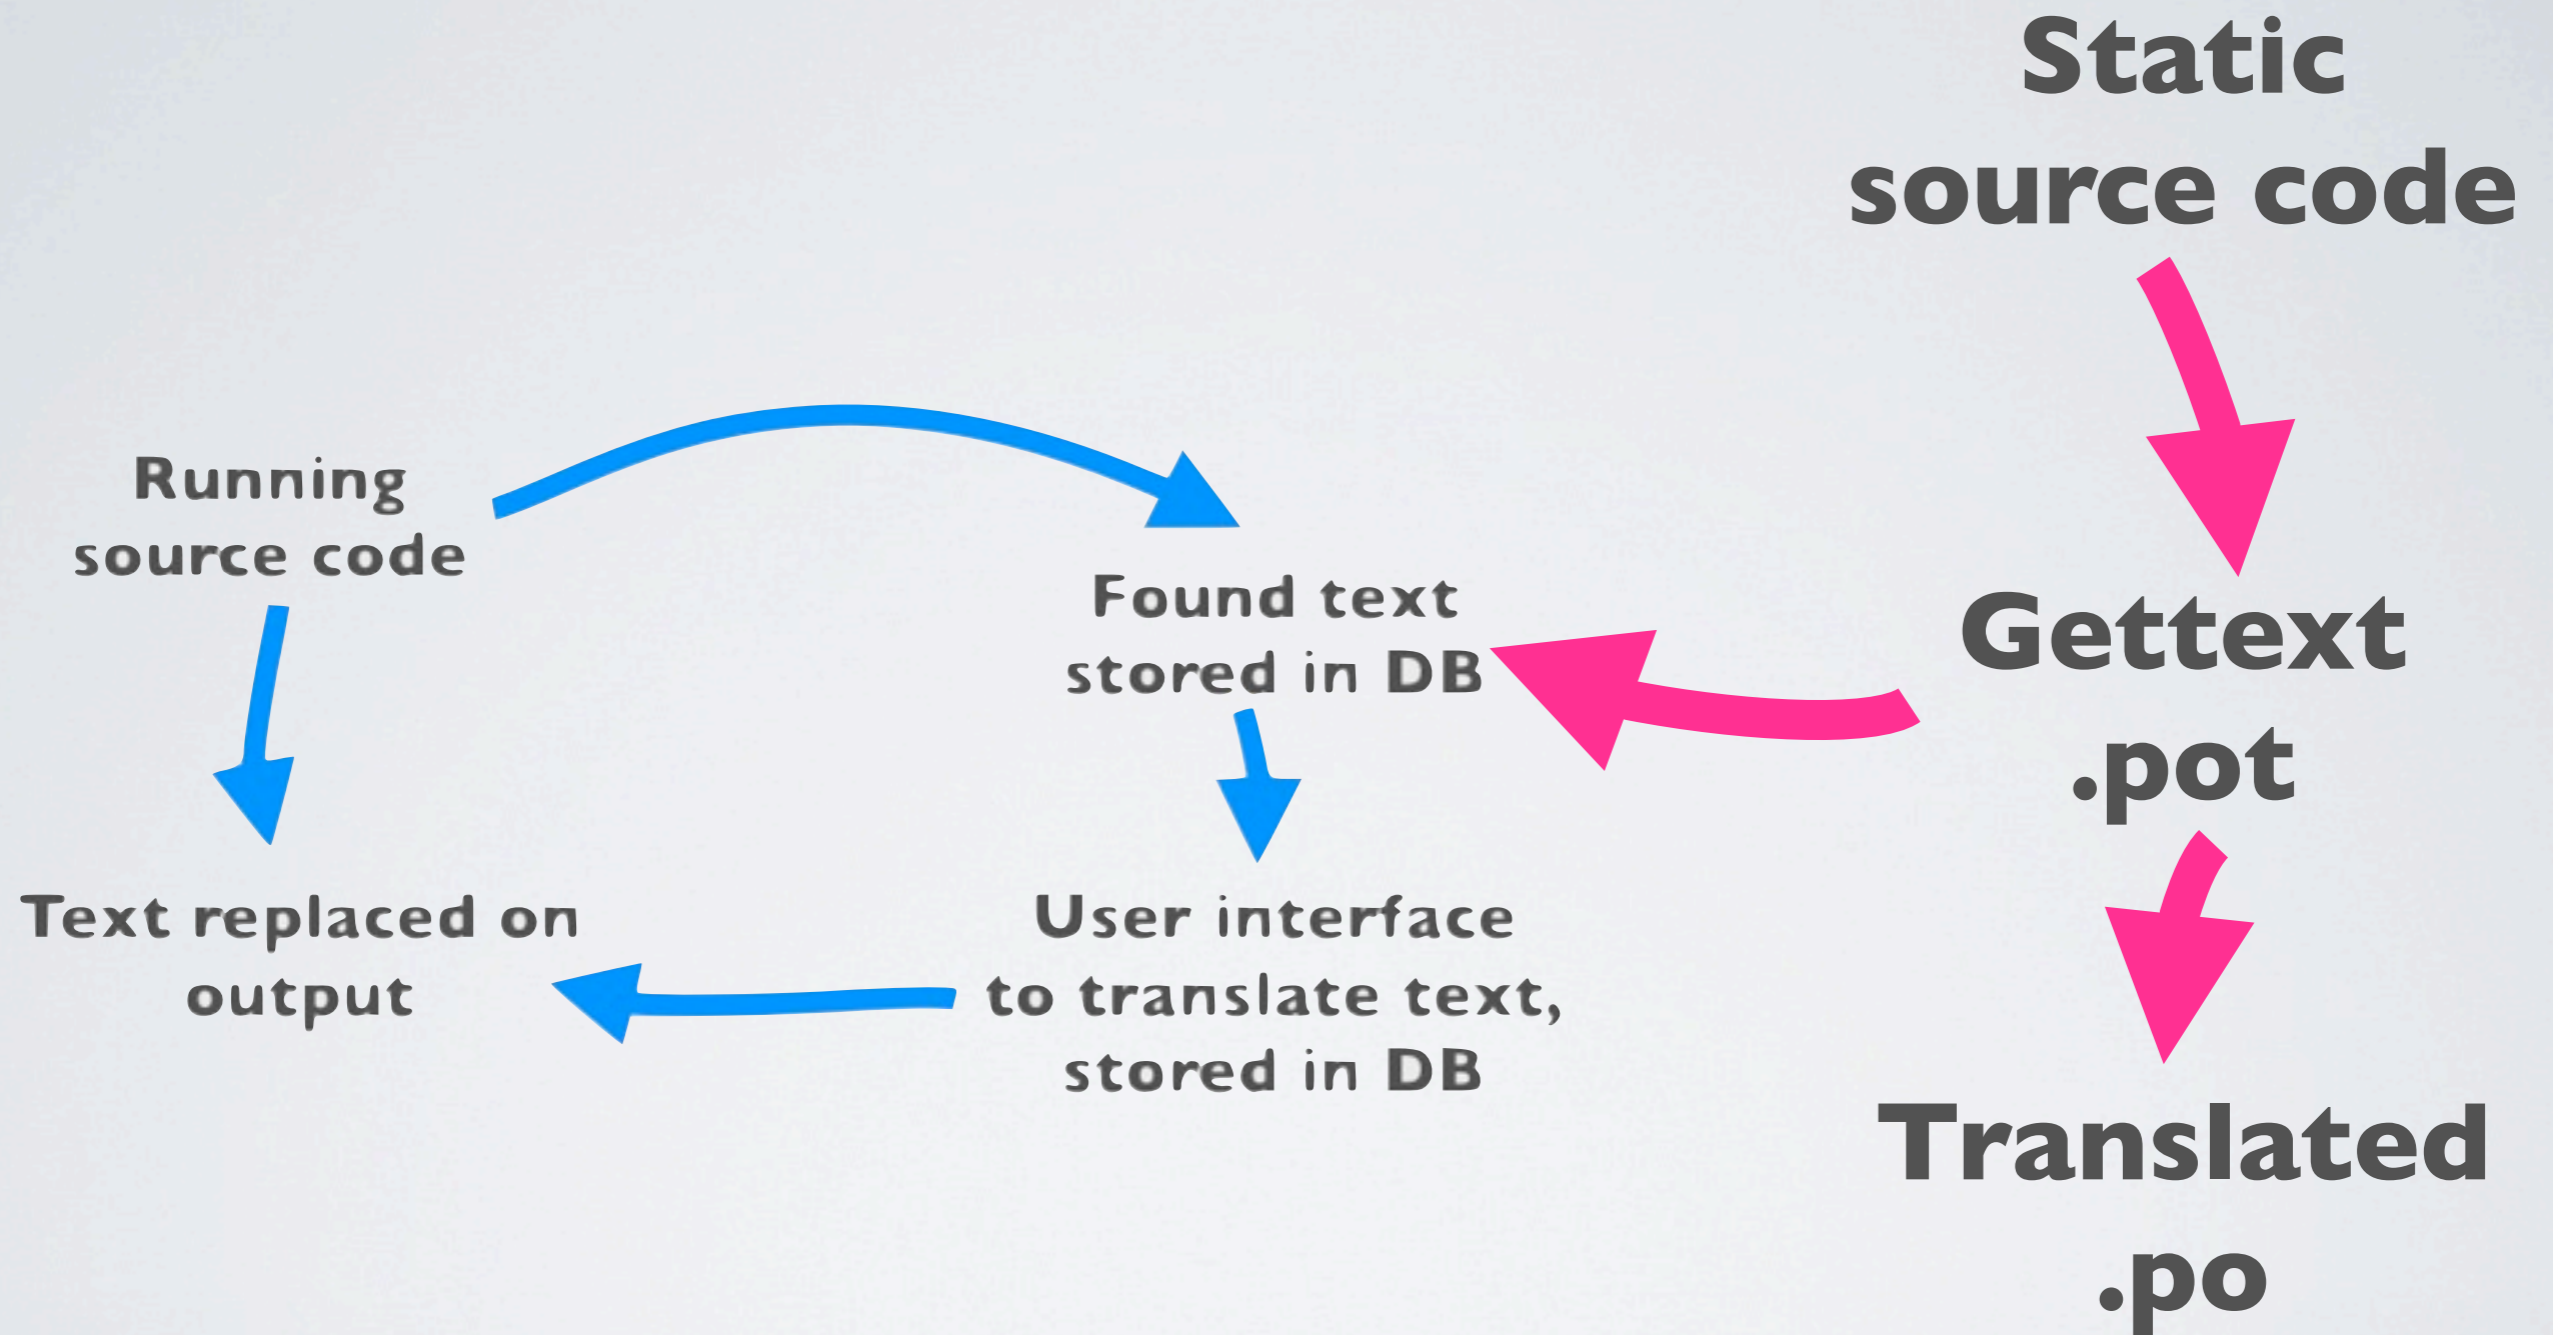 Static
source code
Running
source code
Found text
stored in DB
Gettext
.pot
Text replaced on
output
User interface
to translate text,
stored in DB
Translated
.po